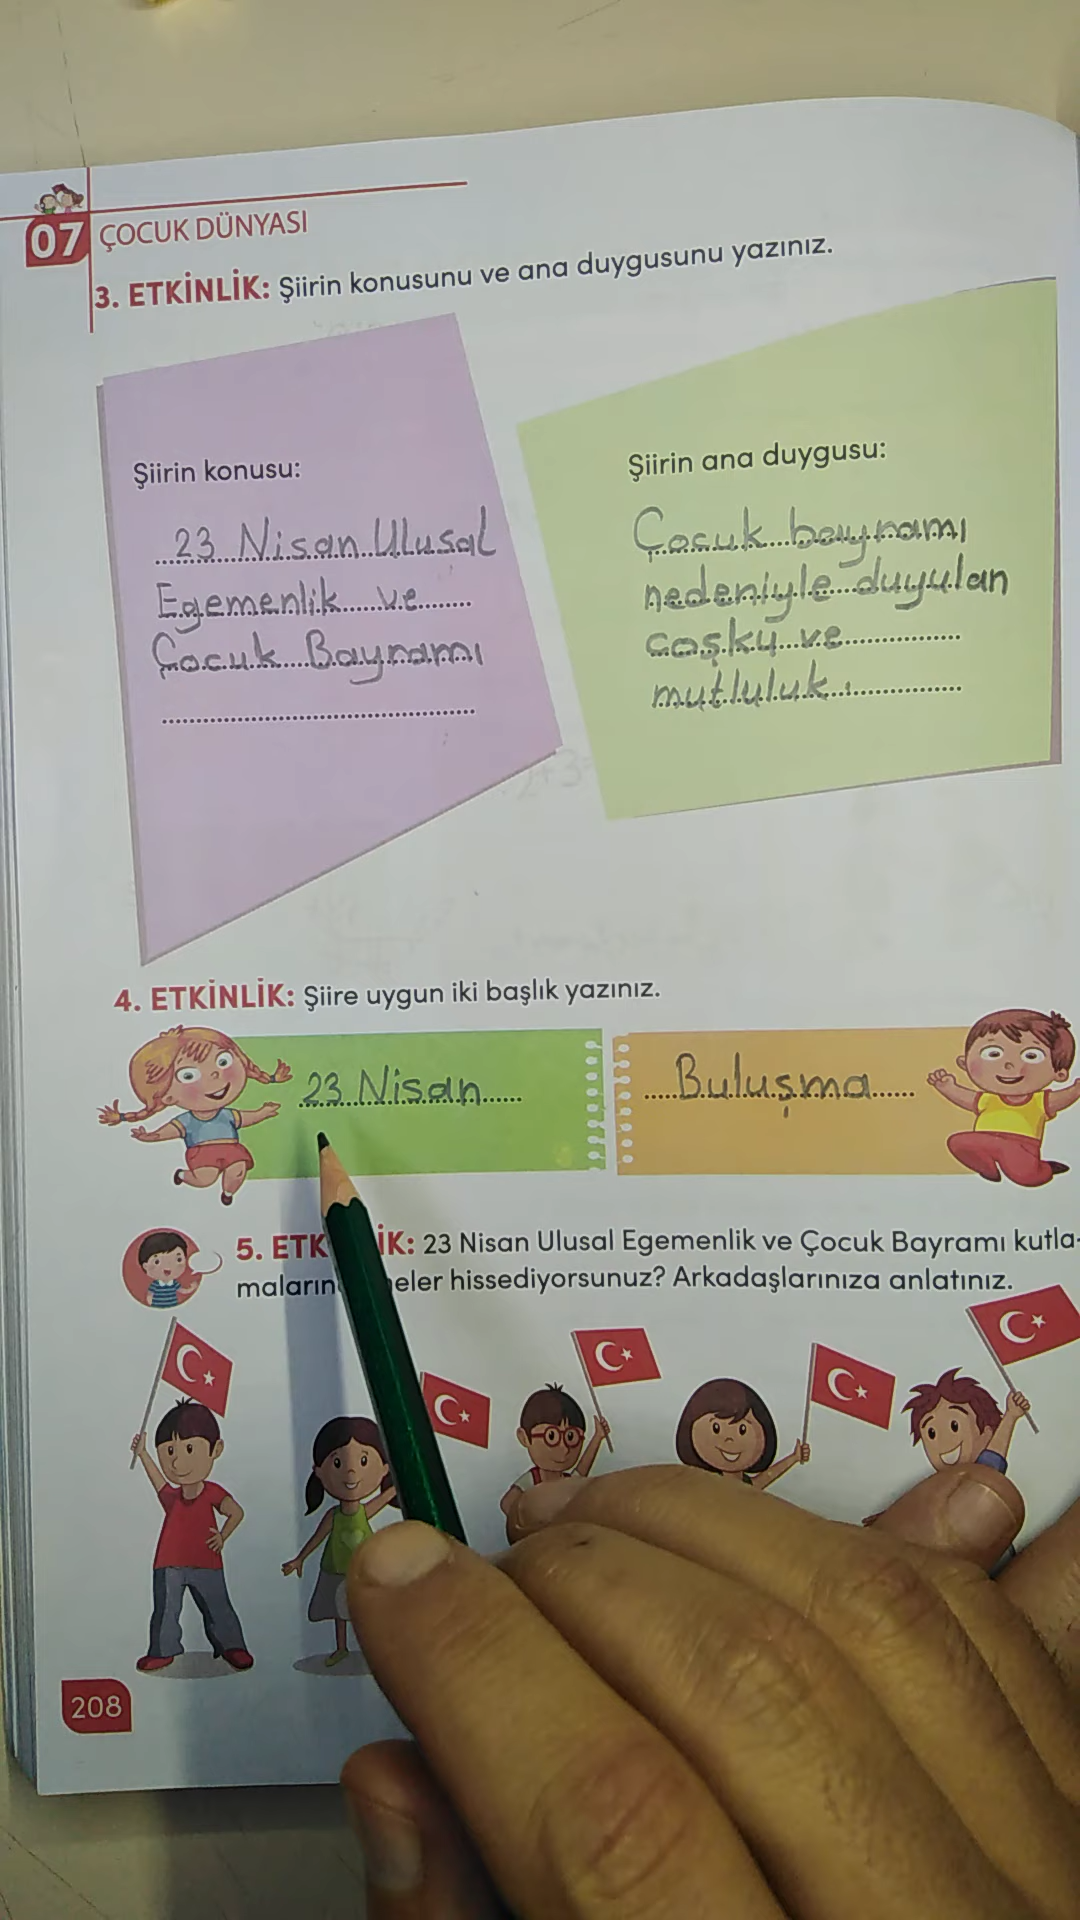 07 ÇOCUK DÜNYASI
3. ETKİNLİK: Şiirin konusunu ve ana duygusunu yazınız.
Şiirin konusu:
23 Nisan Ulusal
Egemenlik ve
Çocuk Bayramı
Şiirin ana duygusu:
Çocuk bayramı
nedeniyle duyulan
coşku ve
mutluluk.
4. ETKİNLİK: Şiire uygun iki başlık yazınız.
23 Nisan
Buluşma
5. ETK İK: 23 Nisan Ulusal Egemenlik ve Çocuk Bayramı kutla-
maların eler hissediyorsunuz? Arkadaşlarınıza anlatınız.
208